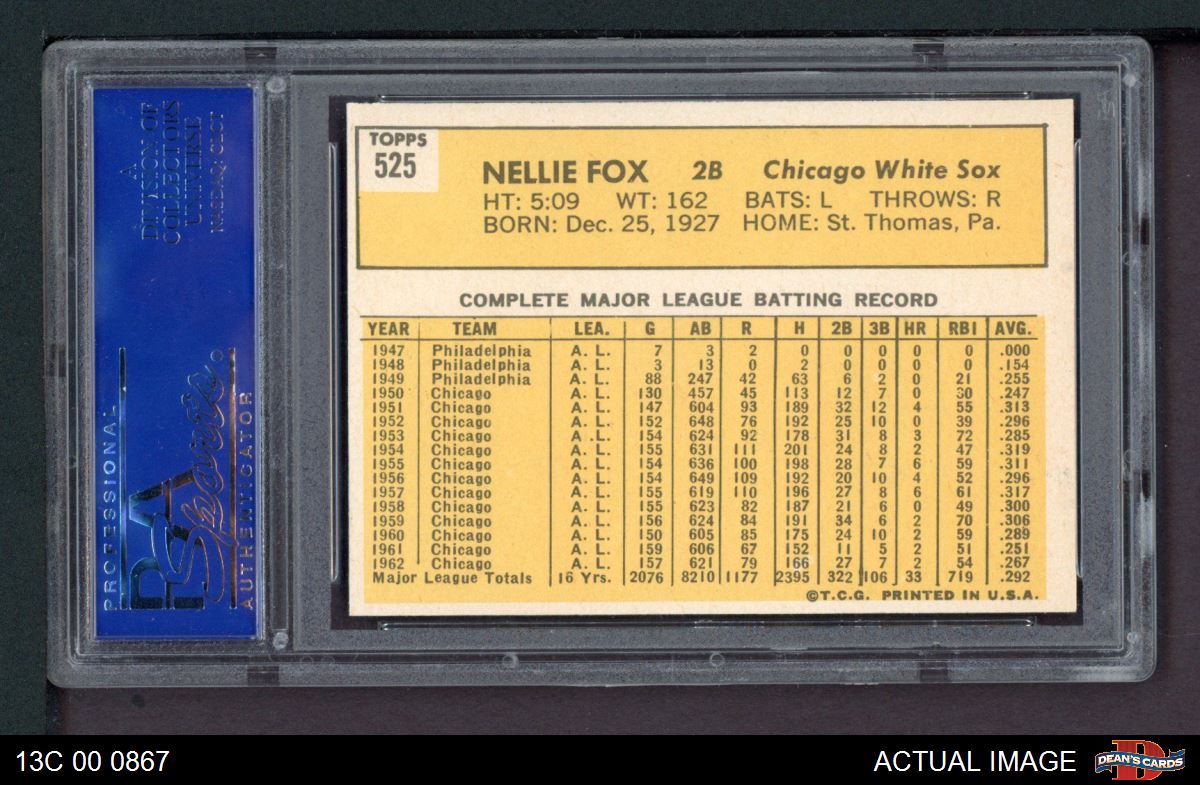 A
DIVISION OF
COLLECTORS
UNIVERSE
NASDAQ: CLCT
PROFESSIONAL
PSA
Sports
AUTHENTICATOR
TOPPS
525
NELLIE FOX 2B Chicago White Sox
HT: 5:09 WT: 162 BATS: L THROWS: R
BORN: Dec. 25, 1927 HOME: St. Thomas, Pa.
COMPLETE MAJOR LEAGUE BATTING RECORD
YEAR TEAM LEA. G AB R H 2B 3B HR RBI AVG.
1947 Philadelphia A. L. 7 3 2 0 0 0 0 0 .000
1948 Philadelphia A. L. 3 13 0 2 0 0 0 0 .154
1949 Philadelphia A. L. 88 247 42 63 6 2 0 21 .255
1950 Chicago A. L. 130 457 45 113 12 7 0 30 .247
1951 Chicago A. L. 147 604 93 189 32 12 4 55 .313
1952 Chicago A. L. 152 648 76 192 25 10 0 39 .296
1953 Chicago A. L. 154 624 92 178 31 8 3 72 .285
1954 Chicago A. L. 155 631 111 201 24 8 2 47 .319
1955 Chicago A. L. 154 636 100 198 28 7 6 59 .311
1956 Chicago A. L. 154 649 109 192 20 10 4 52 .296
1957 Chicago A. L. 155 619 110 196 27 8 6 61 .317
1958 Chicago A. L. 155 623 82 187 21 6 0 49 .300
1959 Chicago A. L. 156 624 84 191 34 6 2 70 .306
1960 Chicago A. L. 150 605 85 175 24 10 2 59 .289
1961 Chicago A. L. 159 606 67 152 11 5 2 51 .251
1962 Chicago A. L. 157 621 79 166 27 7 2 54 .267
Major League Totals 16 Yrs. 2076 8210 1177 2395 322 106 33 719 .292
©T.C.G. PRINTED IN U.S.A.
13C 00 0867
ACTUAL IMAGE
D
DEAN'S CARDS